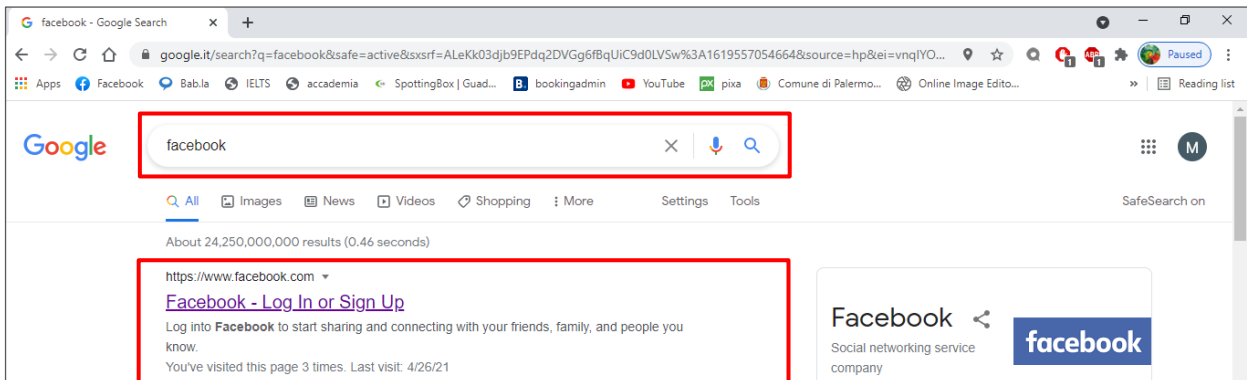 facebook - Google Search
google.it/search?q=facebook&safe=active&sxsrf=ALeKk03djb9EPdq2DVGg6fBqUiC9d0LVSw%3A1619557054664&source=hp&ei=vnqIYO...
Paused
Apps Facebook Bab.la IELTS accademia SpottingBox | Guad... B. bookingadmin YouTube px pixa Comune di Palermo... Online Image Edito... » Reading list
Google
facebook
M
All Images News Videos Shopping More Settings Tools SafeSearch on
About 24,250,000,000 results (0.46 seconds)
https://www.facebook.com
Facebook - Log In or Sign Up
Log into Facebook to start sharing and connecting with your friends, family, and people you
know.
You've visited this page 3 times. Last visit: 4/26/21
Facebook
Social networking service
company
facebook